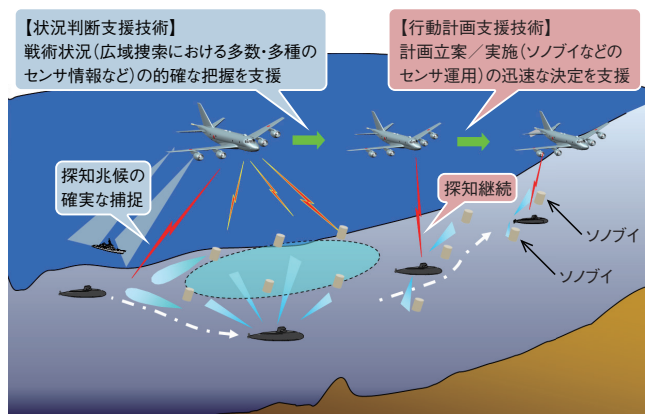 【状況判断支援技術】
戦術状況(広域捜索における多数・多種の
センサ情報など)の的確な把握を支援
【行動計画支援技術】
計画立案／実施(ソノブイなどの
センサ運用)の迅速な決定を支援
探知兆候の
確実な捕捉
探知継続
ソノブイ
ソノブイ